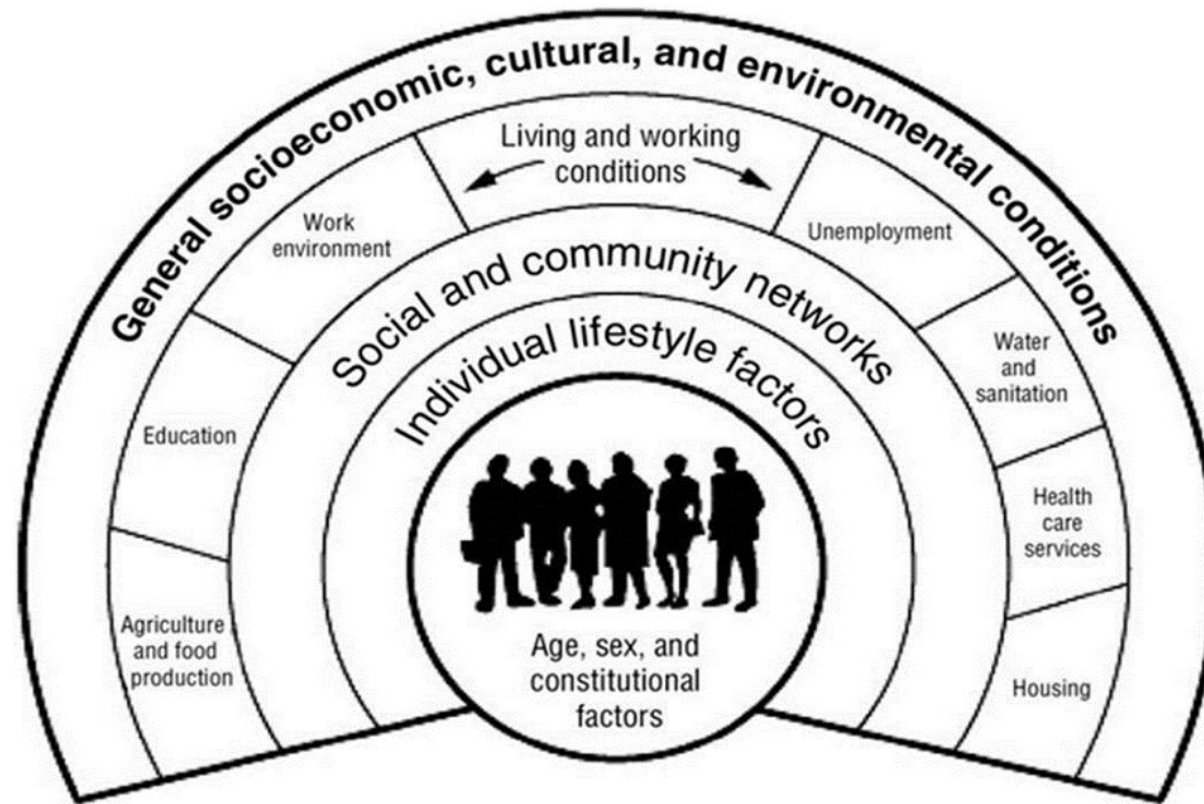 General socioeconomic, cultural, and environmental conditions
Living and working
conditions
Work
environment
Unemployment
Education
Water
and
sanitation
Agriculture
and food
production
Health
care
services
Housing
Social and community networks
Individual lifestyle factors
Age, sex, and
constitutional
factors